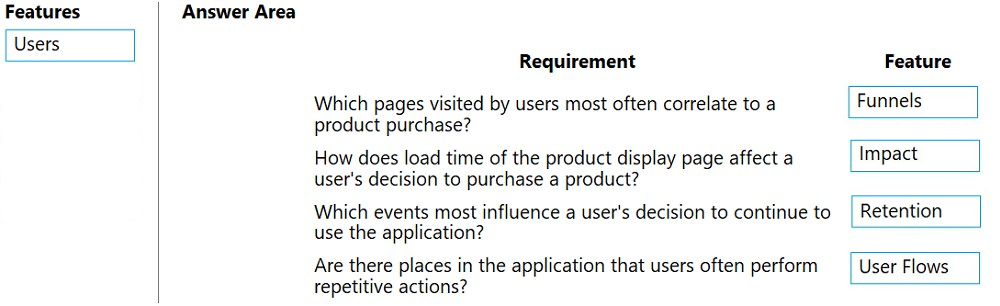 Features
Answer Area
Users
Requirement
Feature
Which pages visited by users most often correlate to a
product purchase?
Funnels
How does load time of the product display page affect a
user's decision to purchase a product?
Impact
Which events most influence a user's decision to continue to
use the application?
Retention
Are there places in the application that users often perform
repetitive actions?
User Flows